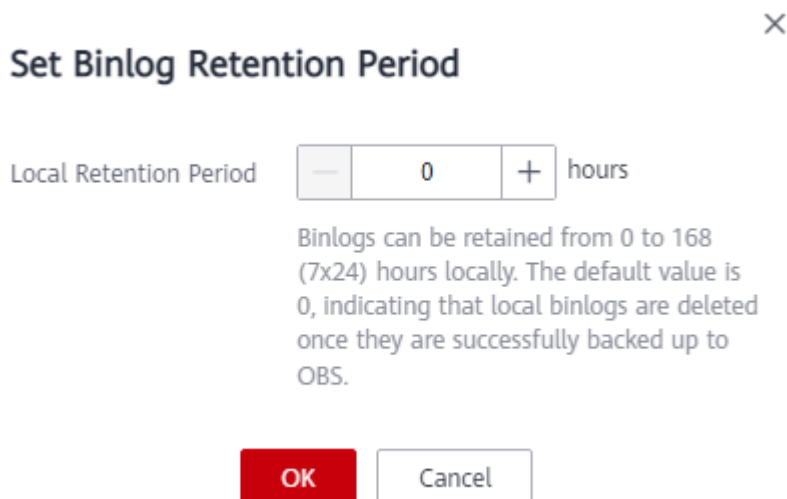 Set Binlog Retention Period
Local Retention Period 0 hours
Binlogs can be retained from 0 to 168
(7x24) hours locally. The default value is
0, indicating that local binlogs are deleted
once they are successfully backed up to
OBS.
OK Cancel